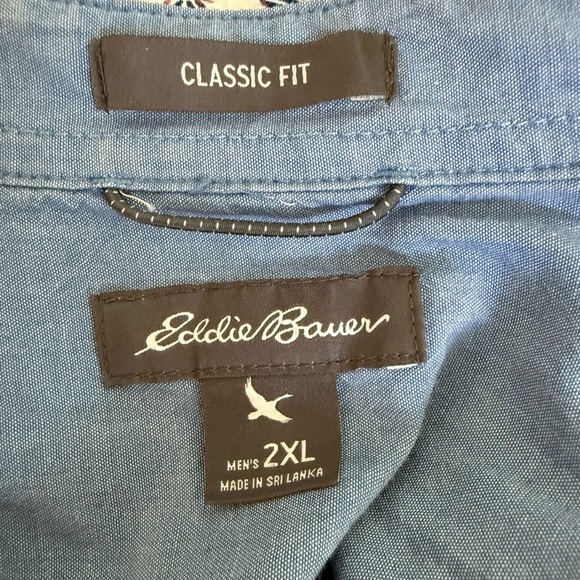 CLASSIC FIT
Eddie Bauer
MEN'S 2XL
MADE IN SRI LANKA